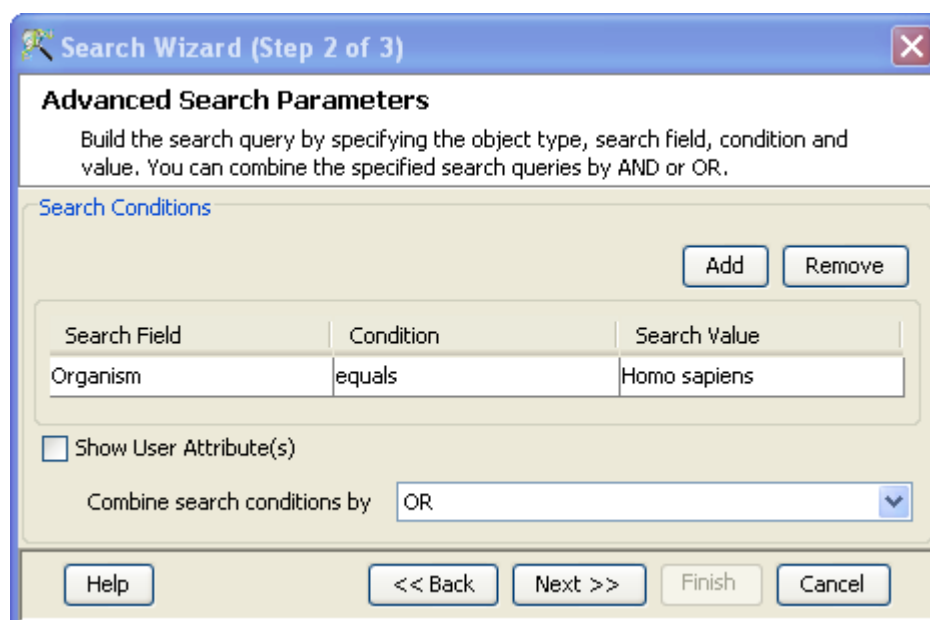 Search Wizard (Step 2 of 3)
Advanced Search Parameters
Build the search query by specifying the object type, search field, condition and
value. You can combine the specified search queries by AND or OR.
Search Conditions
Add Remove
Search Field Condition Search Value
Organism equals Homo sapiens
Show User Attribute(s)
Combine search conditions by OR
Help << Back Next >> Finish Cancel